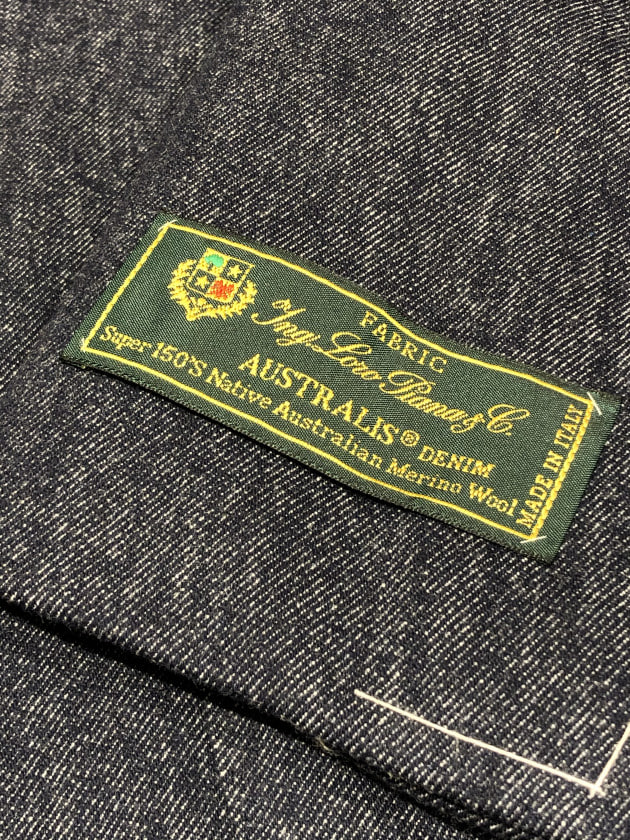 FABRIC
Ing. Loro Piana & C.
AUSTRALIS® DENIM
Super 150'S Native Australian Merino Wool
MADE IN ITALY